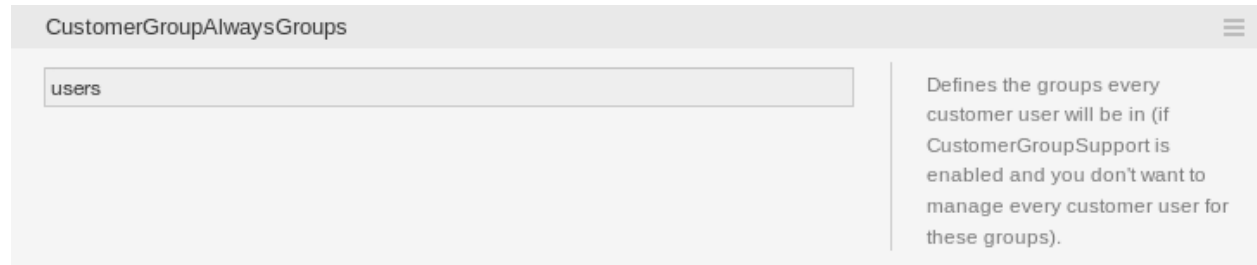 CustomerGroupAlwaysGroups
users
Defines the groups every
customer user will be in (if
CustomerGroupSupport is
enabled and you don't want to
manage every customer user for
these groups).